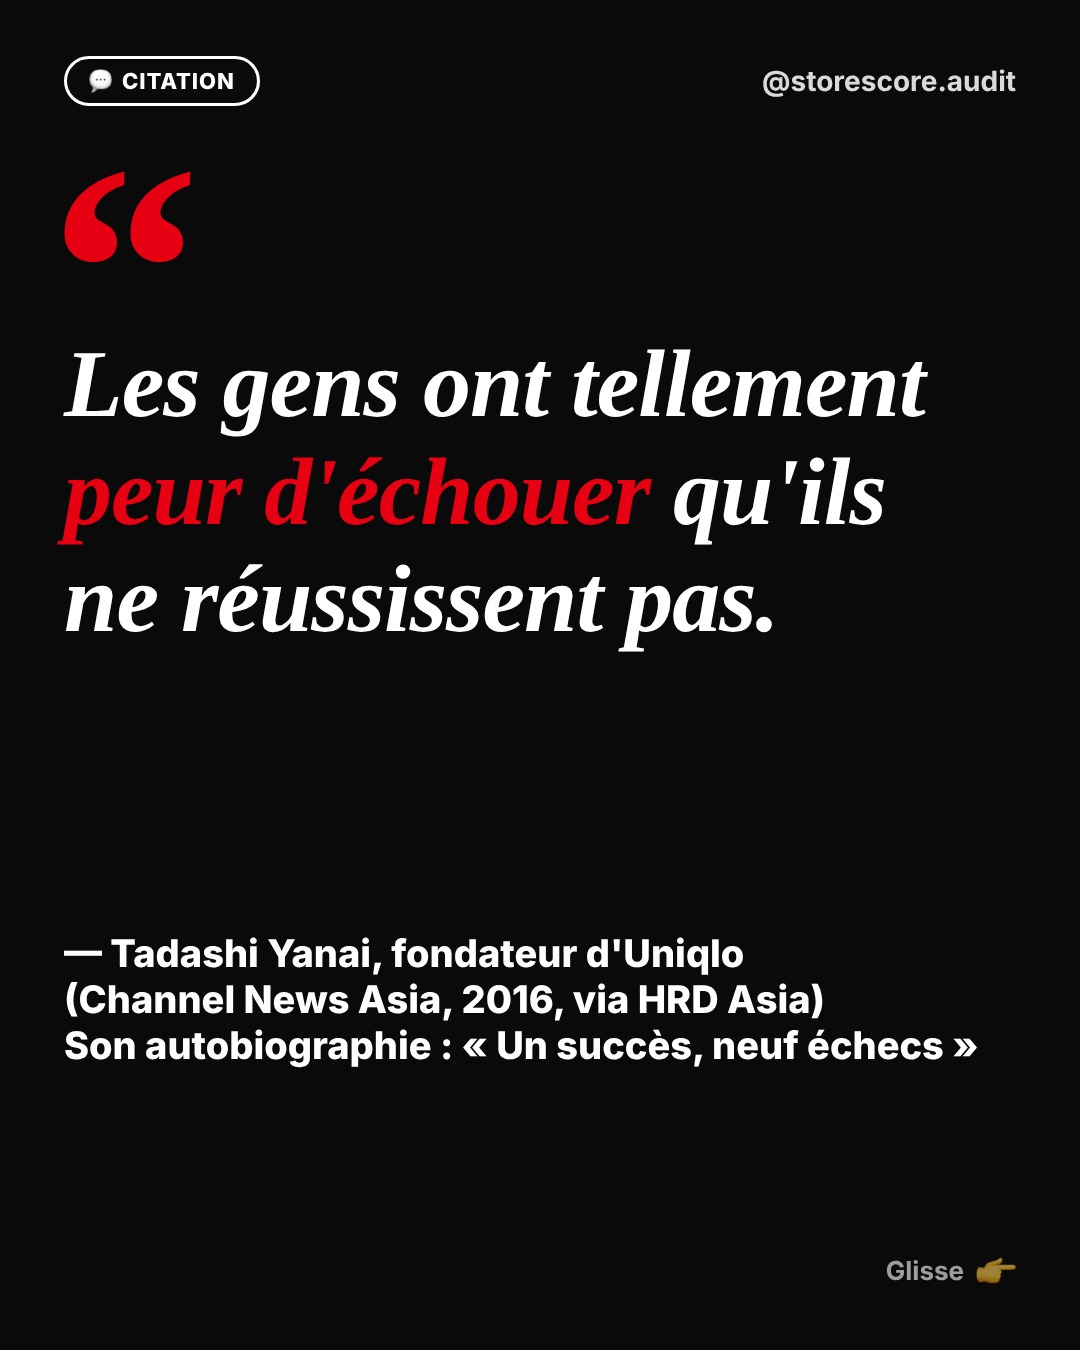 💬 CITATION
@storescore.audit
“
Les gens ont tellement
peur d'échouer qu'ils
ne réussissent pas.
— Tadashi Yanai, fondateur d'Uniqlo
(Channel News Asia, 2016, via HRD Asia)
Son autobiographie : « Un succès, neuf échecs »
Glisse 👉